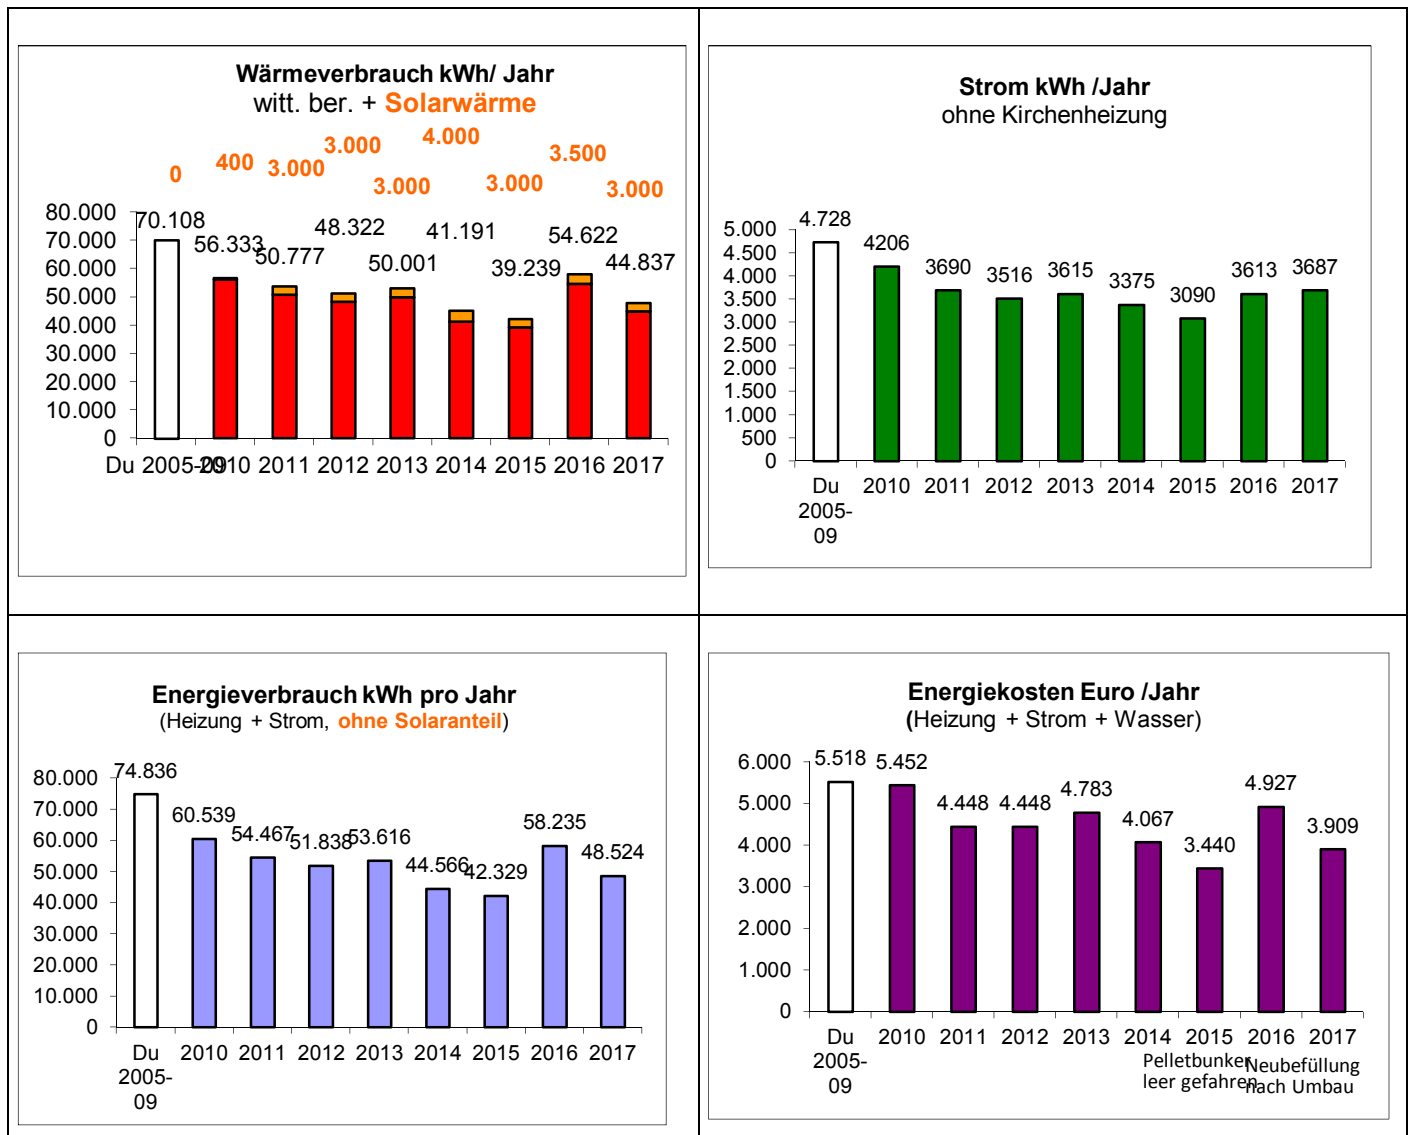 Wärmeverbrauch kWh/ Jahr
witt. ber. + Solarwärme
0 400 3.000 3.000 3.000 4.000 3.000 3.500 3.000
70.108 56.333 50.777 48.322 50.001 41.191 39.239 54.622 44.837
80.000
70.000
60.000
50.000
40.000
30.000
20.000
10.000
0
Du 2005-09 2010 2011 2012 2013 2014 2015 2016 2017
Strom kWh /Jahr
ohne Kirchenheizung
4.728 4206 3690 3516 3615 3375 3090 3613 3687
5.000
4.500
4.000
3.500
3.000
2.500
2.000
1.500
1.000
500
0
Du 2010 2011 2012 2013 2014 2015 2016 2017
2005-
09
Energieverbrauch kWh pro Jahr
(Heizung + Strom, ohne Solaranteil)
74.836 60.539 54.467 51.838 53.616 44.566 42.329 58.235 48.524
80.000
70.000
60.000
50.000
40.000
30.000
20.000
10.000
0
Du 2010 2011 2012 2013 2014 2015 2016 2017
2005-
09
Energiekosten Euro /Jahr
(Heizung + Strom + Wasser)
5.518 5.452 4.448 4.448 4.783 4.067 3.440 4.927 3.909
6.000
5.000
4.000
3.000
2.000
1.000
0
Du 2010 2011 2012 2013 2014 2015 2016 2017
2005-
09
Pelletbunker
leer gefahren
Neubefüllung
nach Umbau